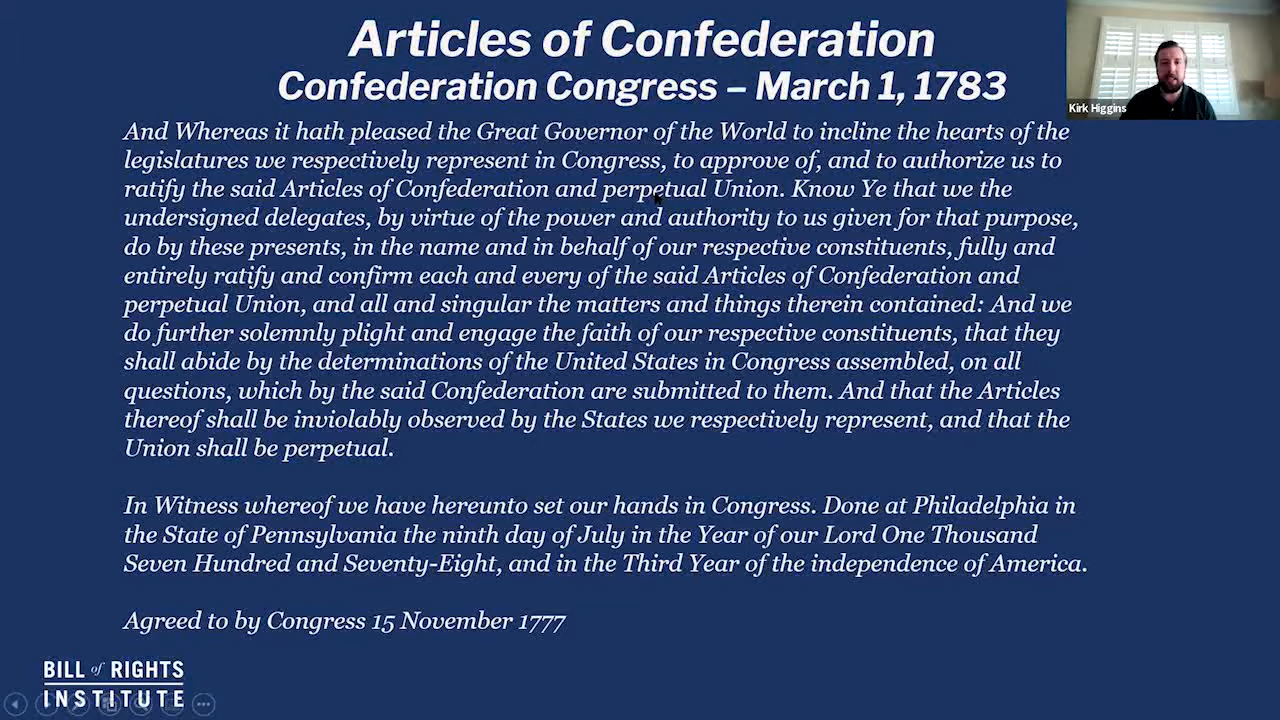 Articles of Confederation
Confederation Congress – March 1, 1783
Kirk Higgins
And Whereas it hath pleased the Great Governor of the World to incline the hearts of the
legislatures we respectively represent in Congress, to approve of, and to authorize us to
ratify the said Articles of Confederation and perpetual Union. Know Ye that we the
undersigned delegates, by virtue of the power and authority to us given for that purpose,
do by these presents, in the name and in behalf of our respective constituents, fully and
entirely ratify and confirm each and every of the said Articles of Confederation and
perpetual Union, and all and singular the matters and things therein contained: And we
do further solemnly plight and engage the faith of our respective constituents, that they
shall abide by the determinations of the United States in Congress assembled, on all
questions, which by the said Confederation are submitted to them. And that the Articles
thereof shall be inviolably observed by the States we respectively represent, and that the
Union shall be perpetual.
In Witness whereof we have hereunto set our hands in Congress. Done at Philadelphia in
the State of Pennsylvania the ninth day of July in the Year of our Lord One Thousand
Seven Hundred and Seventy-Eight, and in the Third Year of the independence of America.
Agreed to by Congress 15 November 1777
BILL of RIGHTS
INSTITUTE